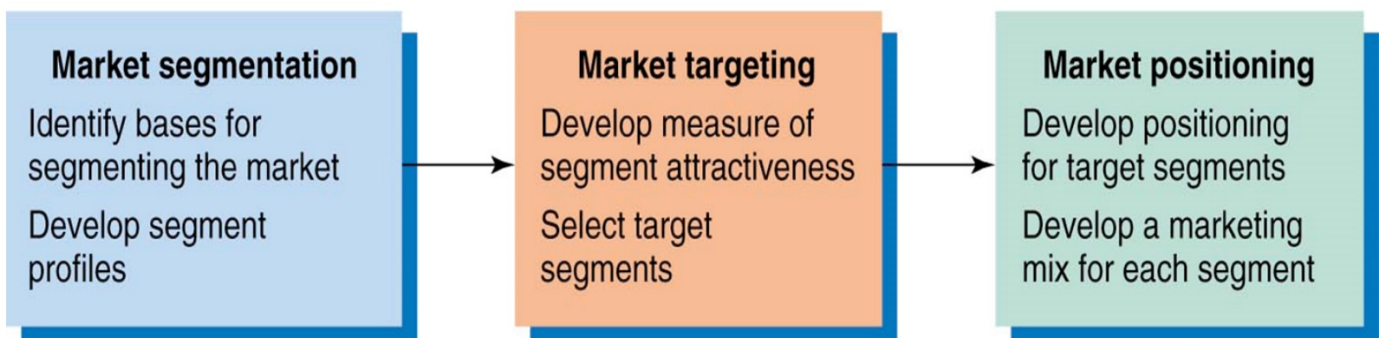 Market segmentation
Identify bases for
segmenting the market
Develop segment
profiles
Market targeting
Develop measure of
segment attractiveness
Select target
segments
Market positioning
Develop positioning
for target segments
Develop a marketing
mix for each segment